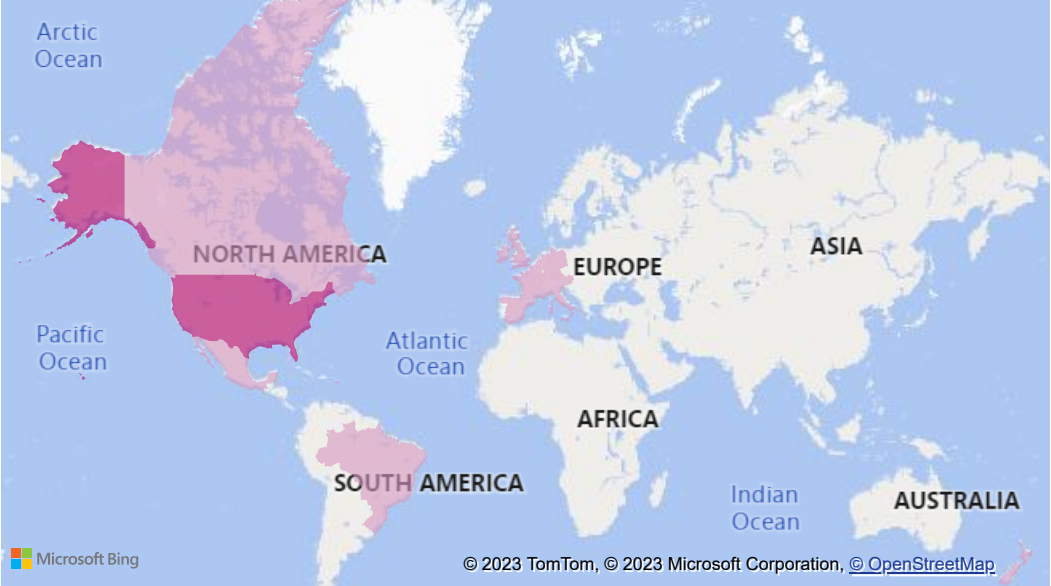 Arctic
Ocean
NORTH AMERICA
EUROPE
ASIA
Pacific
Ocean
Atlantic
Ocean
AFRICA
SOUTH AMERICA
Indian
Ocean
AUSTRALIA
Microsoft Bing
© 2023 TomTom, © 2023 Microsoft Corporation, © OpenStreetMap